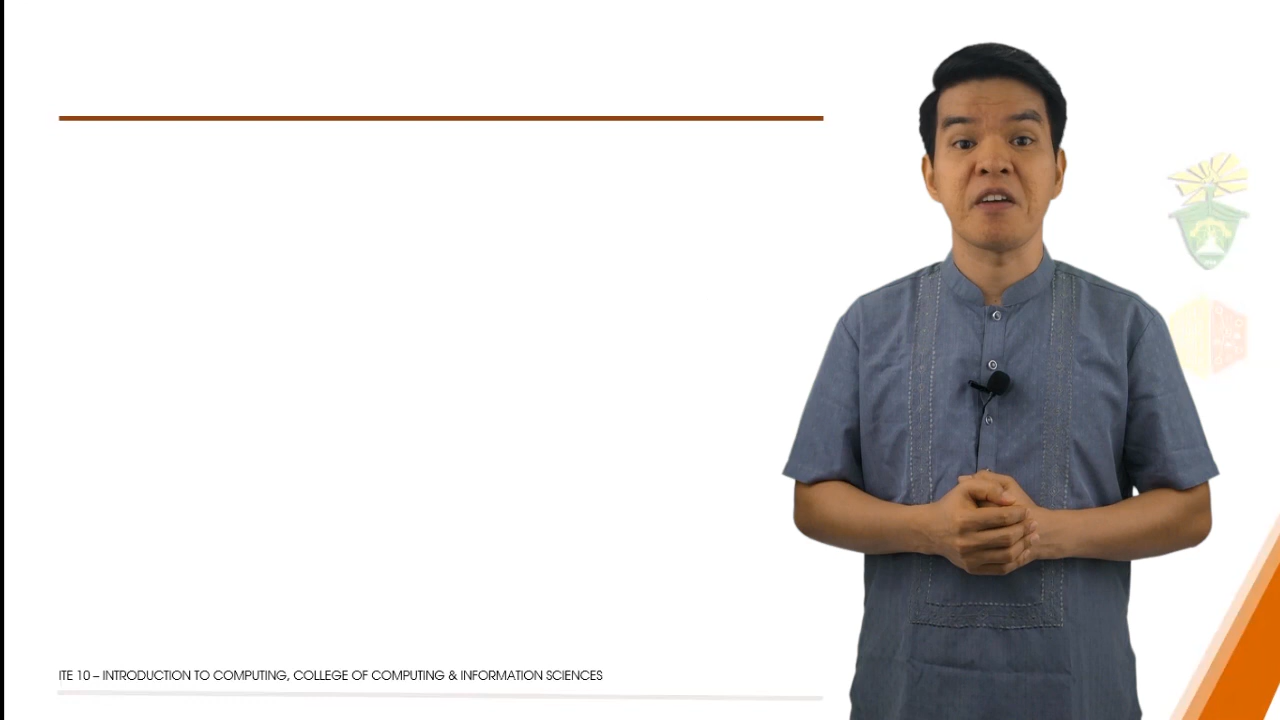 ITE 10 – INTRODUCTION TO COMPUTING, COLLEGE OF COMPUTING & INFORMATION SCIENCES